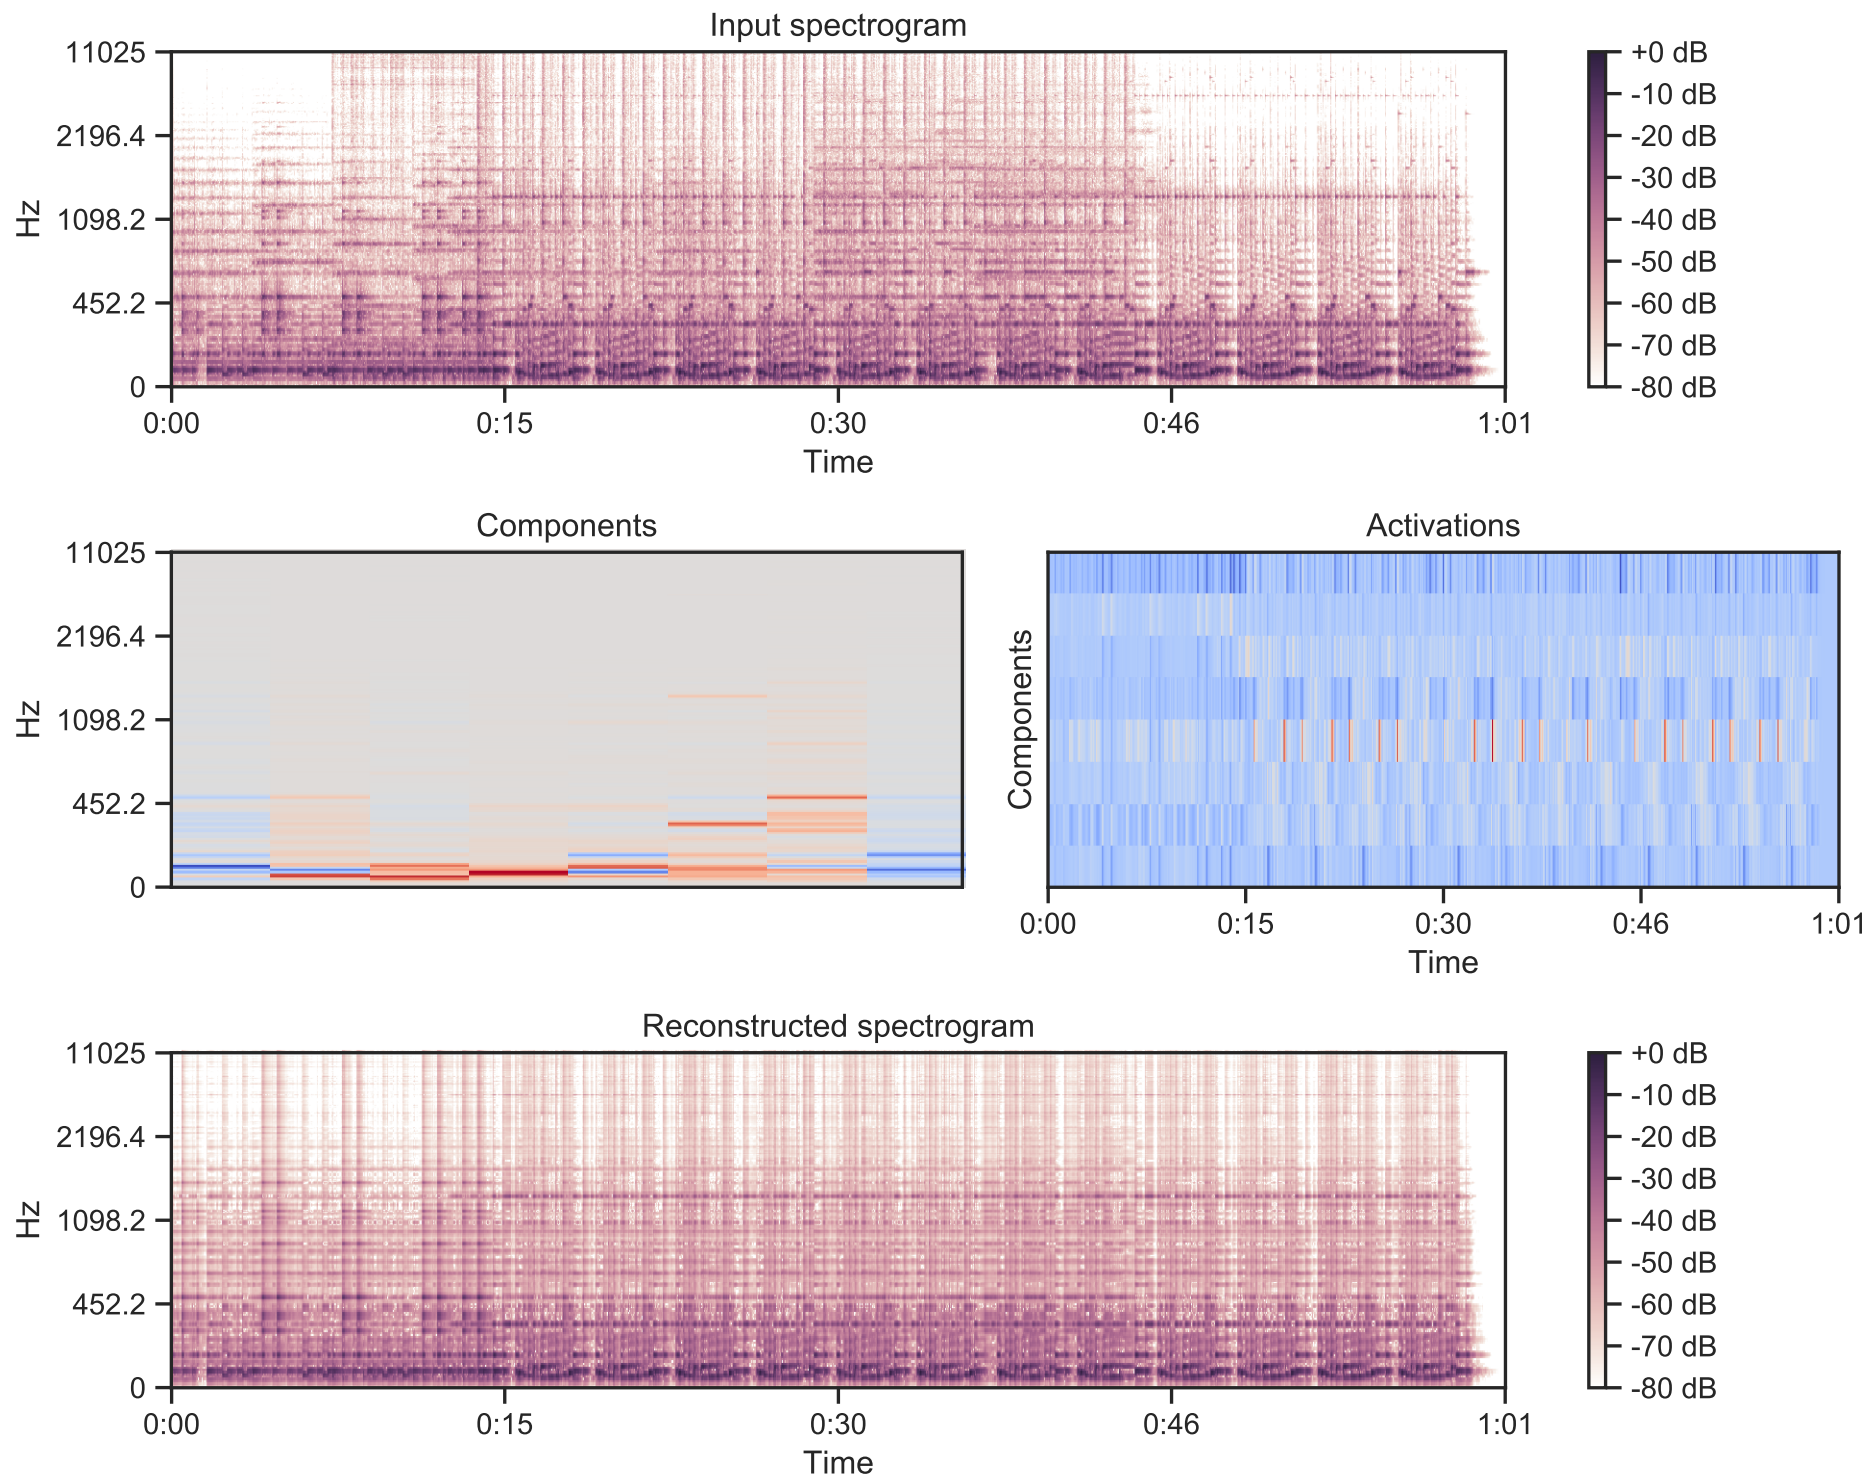 Input spectrogram
11025
2196.4
1098.2
452.2
0
Hz
0:00 0:15 0:30 0:46 1:01
Time
+0 dB
-10 dB
-20 dB
-30 dB
-40 dB
-50 dB
-60 dB
-70 dB
-80 dB
Components
11025
2196.4
1098.2
452.2
0
Hz
Activations
Components
0:00 0:15 0:30 0:46 1:01
Time
Reconstructed spectrogram
11025
2196.4
1098.2
452.2
0
Hz
0:00 0:15 0:30 0:46 1:01
Time
+0 dB
-10 dB
-20 dB
-30 dB
-40 dB
-50 dB
-60 dB
-70 dB
-80 dB